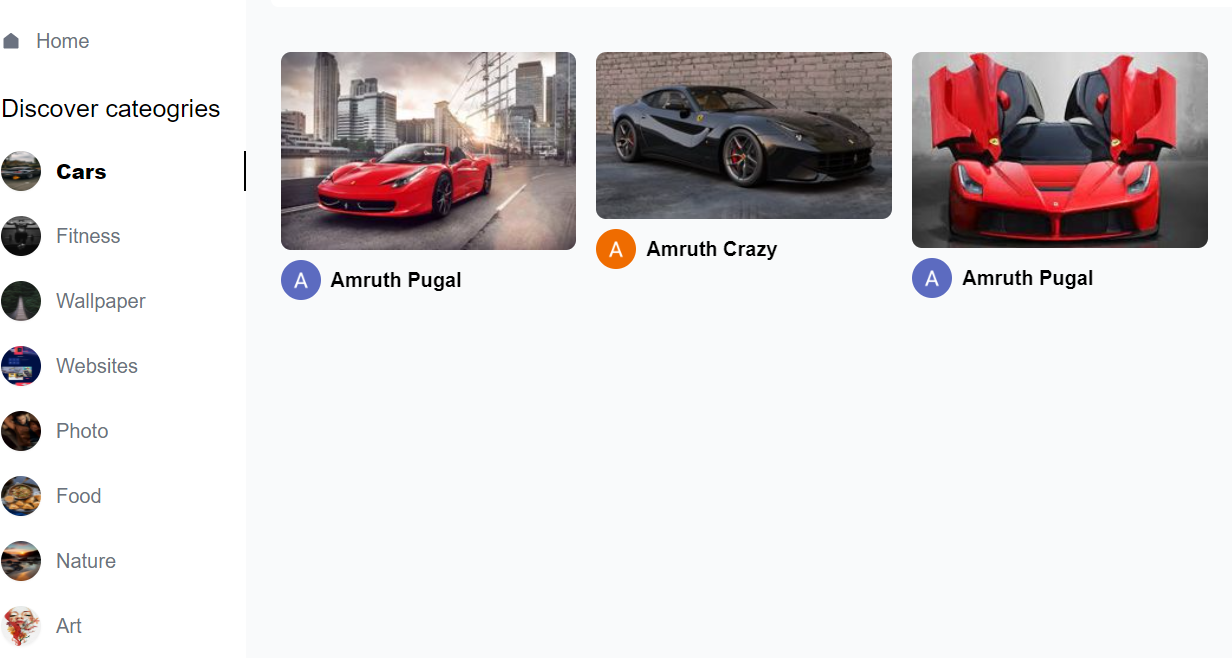 Home
Discover cateogries
Cars
Fitness
Wallpaper
Websites
Photo
Food
Nature
Art
A Amruth Pugal
A Amruth Crazy
A Amruth Pugal